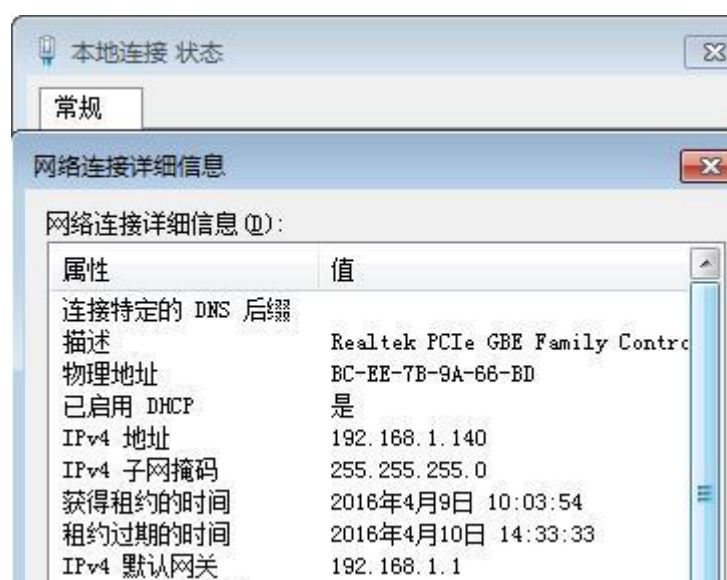 本地连接 状态
常规
网络连接详细信息
网络连接详细信息(D):
属性 值
连接特定的 DNS 后缀
描述 Realtek PCIe GBE Family Contro
物理地址 BC-EE-7B-9A-66-BD
已启用 DHCP 是
IPv4 地址 192.168.1.140
IPv4 子网掩码 255.255.255.0
获得租约的时间 2016年4月9日 10:03:54
租约过期的时间 2016年4月10日 14:33:33
IPv4 默认网关 192.168.1.1